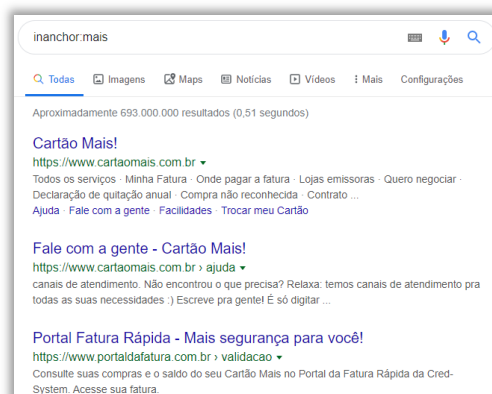 inanchor:mais
Todas Imagens Maps Notícias Vídeos Mais Configurações
Aproximadamente 693.000.000 resultados (0,51 segundos)
Cartão Mais!
https://www.cartaomais.com.br
Todos os serviços · Minha Fatura · Onde pagar a fatura · Lojas emissoras · Quero negociar ·
Declaração de quitação anual · Compra não reconhecida · Contrato ...
Ajuda · Fale com a gente · Facilidades · Trocar meu Cartão
Fale com a gente - Cartão Mais!
https://www.cartaomais.com.br › ajuda
canais de atendimento. Não encontrou o que precisa? Relaxa: temos canais de atendimento pra
todas as suas necessidades :) Escreve pra gente! É só digitar ...
Portal Fatura Rápida - Mais segurança para você!
https://www.portaldafatura.com.br › validacao
Consulte suas compras e o saldo do seu Cartão Mais no Portal da Fatura Rápida da Cred-
System. Acesse sua fatura.